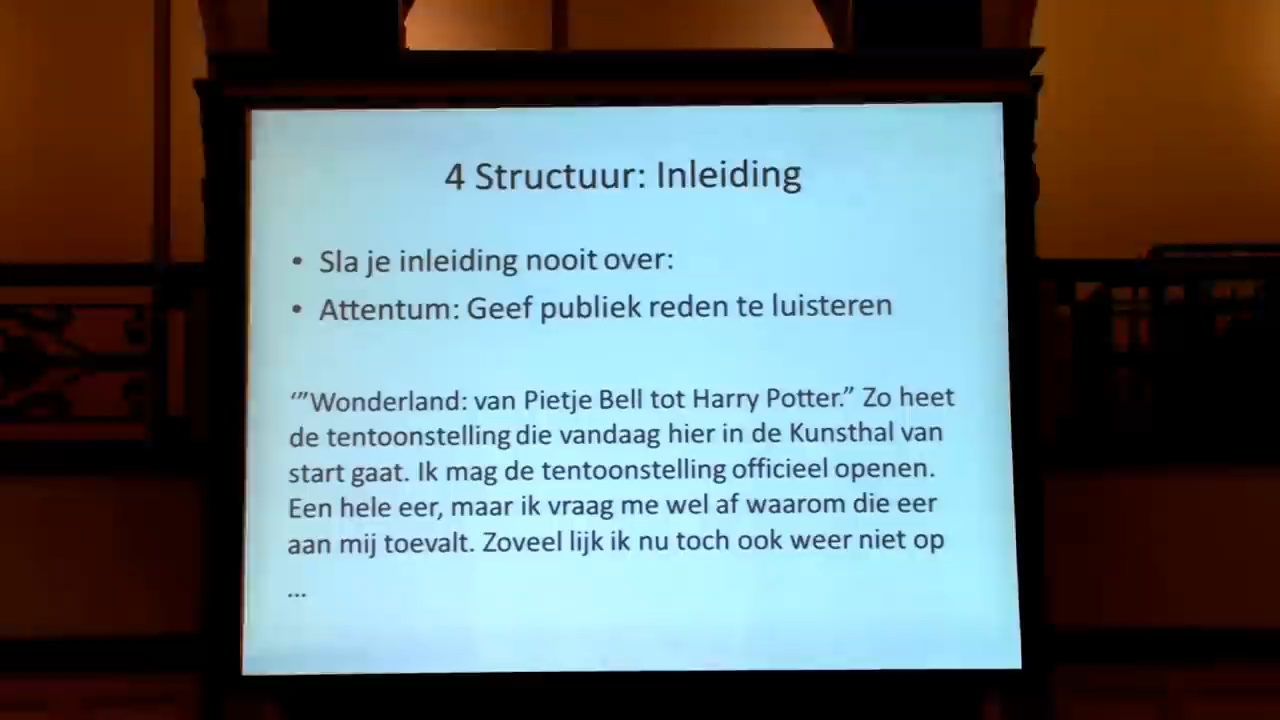 4 Structuur: Inleiding
• Sla je inleiding nooit over:
• Attentum: Geef publiek reden te luisteren
‘”Wonderland: van Pietje Bell tot Harry Potter.” Zo heet
de tentoonstelling die vandaag hier in de Kunsthal van
start gaat. Ik mag de tentoonstelling officieel openen.
Een hele eer, maar ik vraag me wel af waarom die eer
aan mij toevalt. Zoveel lijk ik nu toch ook weer niet op
...